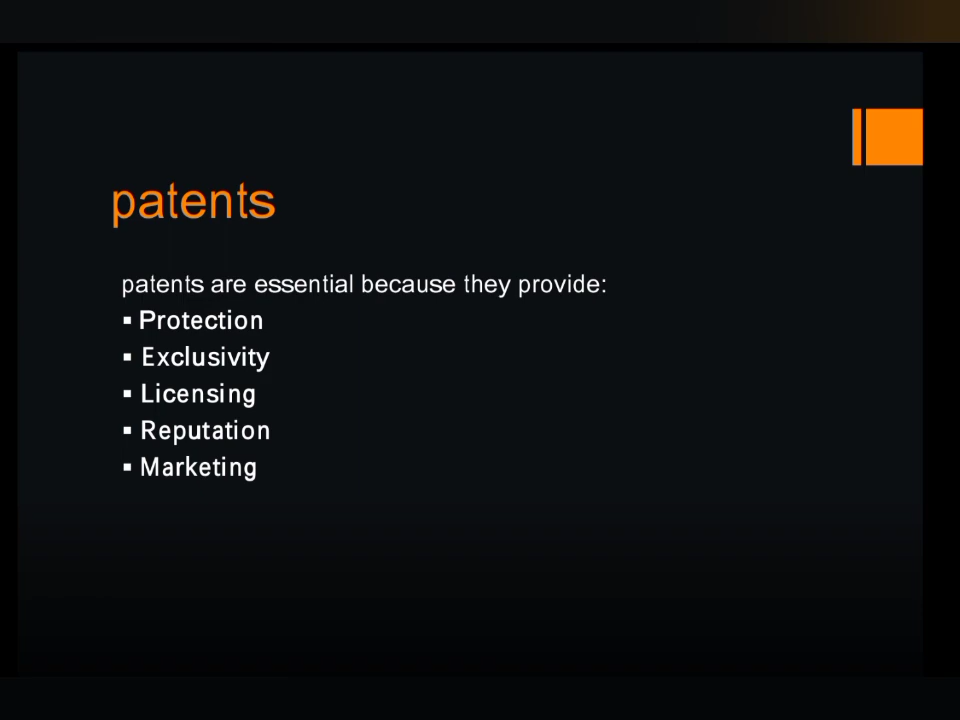 patents
patents are essential because they provide:
▪ Protection
▪ Exclusivity
▪ Licensing
▪ Reputation
▪ Marketing